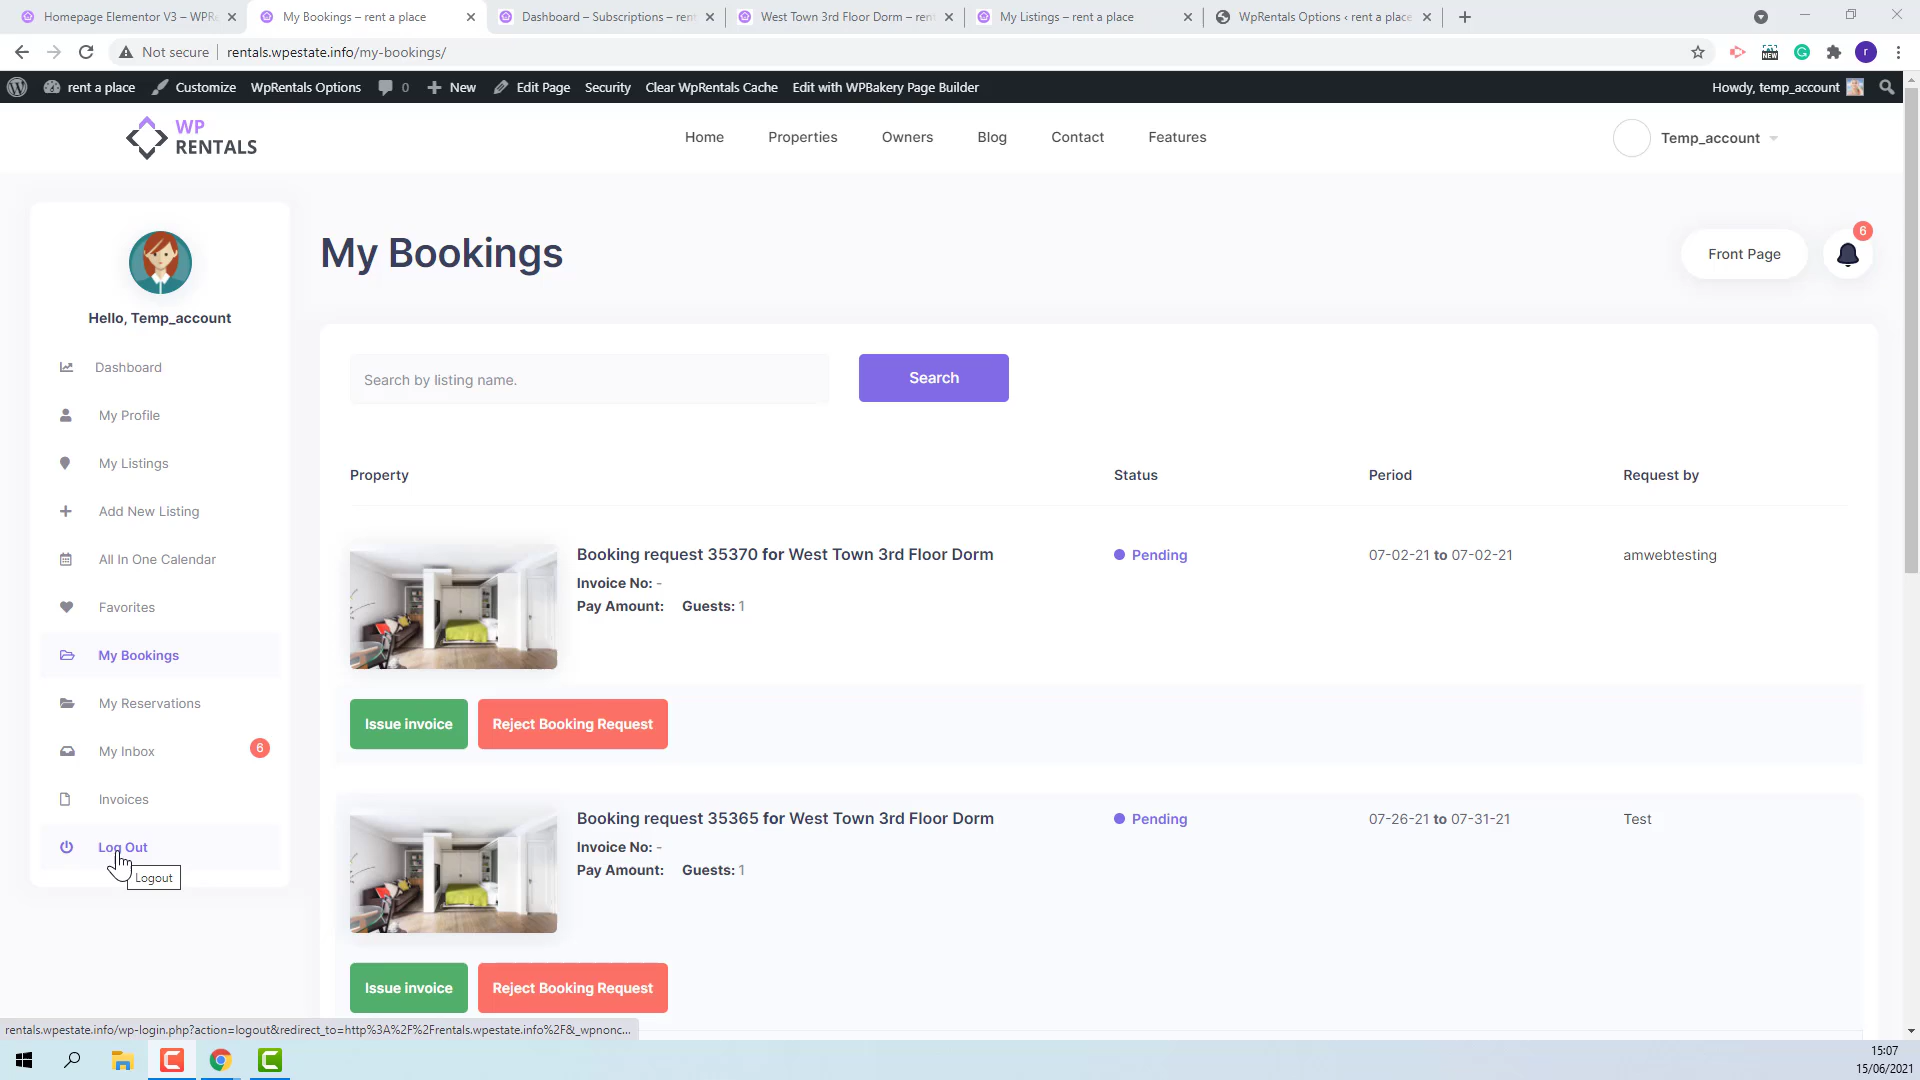 Homepage Elementor V3 – WPRe
My Bookings – rent a place
Dashboard – Subscriptions – rent
West Town 3rd Floor Dorm – rent
My Listings – rent a place
WpRentals Options ‹ rent a place
Not secure
rentals.wpestate.info/my-bookings/
NEW
r
rent a place
Customize
WpRentals Options
0
New
Edit Page
Security
Clear WpRentals Cache
Edit with WPBakery Page Builder
Howdy, temp_account
WP
RENTALS
Home
Properties
Owners
Blog
Contact
Features
Temp_account
Hello, Temp_account
Dashboard
My Profile
My Listings
Add New Listing
All In One Calendar
Favorites
My Bookings
My Reservations
My Inbox
6
Invoices
Log Out
Logout
My Bookings
Front Page
6
Search by listing name.
Search
Property
Status
Period
Request by
Booking request 35370 for West Town 3rd Floor Dorm
Invoice No: -
Pay Amount: Guests: 1
Pending
07-02-21 to 07-02-21
amwebtesting
Issue invoice
Reject Booking Request
Booking request 35365 for West Town 3rd Floor Dorm
Invoice No: -
Pay Amount: Guests: 1
Pending
07-26-21 to 07-31-21
Test
Issue invoice
Reject Booking Request
rentals.wpestate.info/wp-login.php?action=logout&redirect_to=http%3A%2F%2Frentals.wpestate.info%2F&_wpnonc...
15:07
15/06/2021